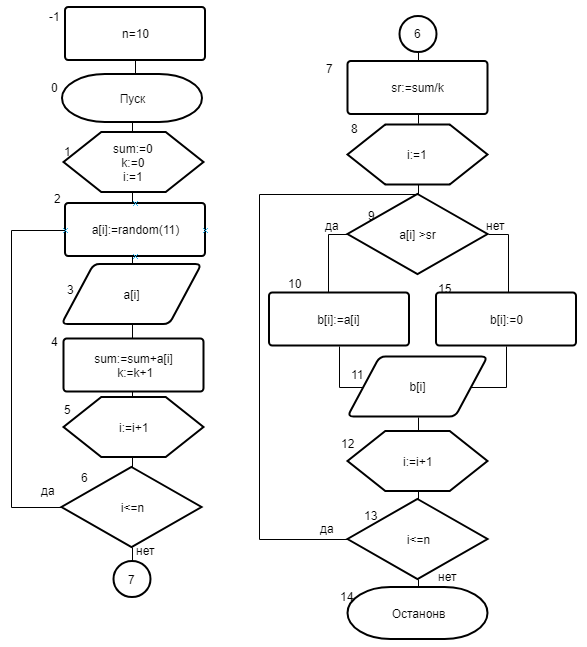 -1
n=10
0
Пуск
1
sum:=0
k:=0
i:=1
2
a[i]:=random(11)
3
a[i]
4
sum:=sum+a[i]
k:=k+1
5
i:=i+1
6
i<=n
да
нет
7
6
7
sr:=sum/k
8
i:=1
9
a[i] >sr
да
нет
10
b[i]:=a[i]
15
b[i]:=0
11
b[i]
12
i:=i+1
13
i<=n
да
нет
14
Останонв